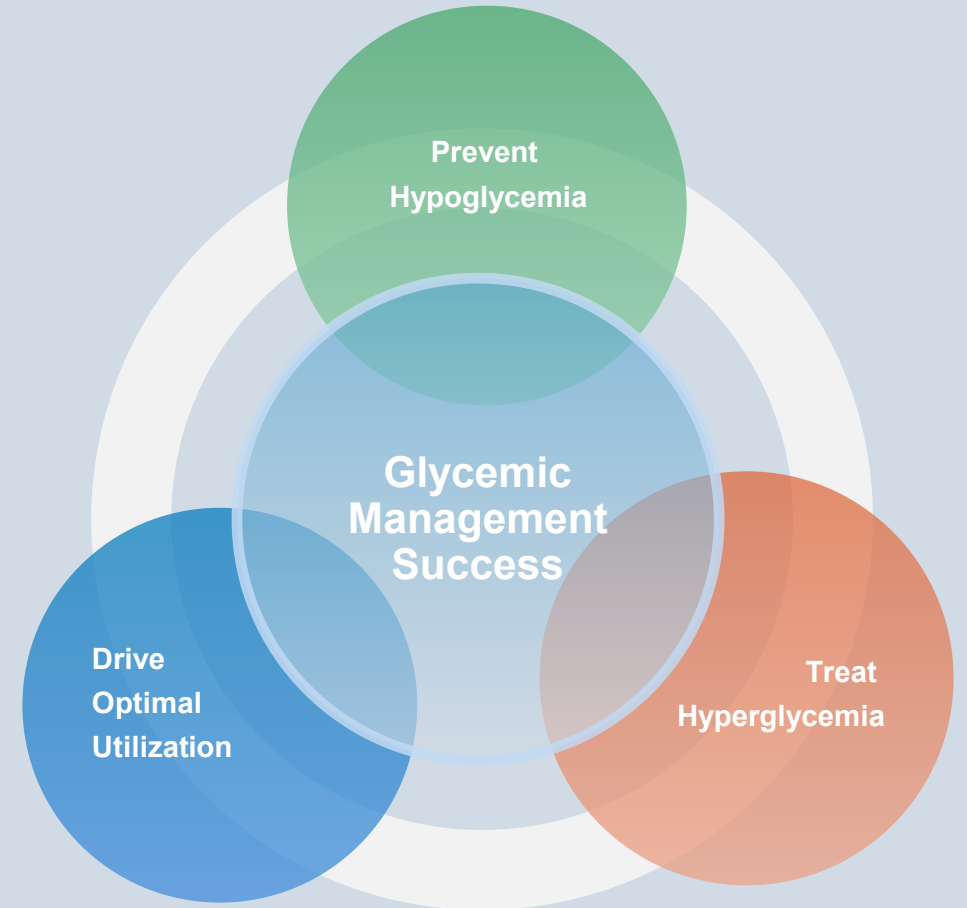 Prevent
Hypoglycemia
Glycemic
Management
Success
Drive
Optimal
Utilization
Treat
Hyperglycemia